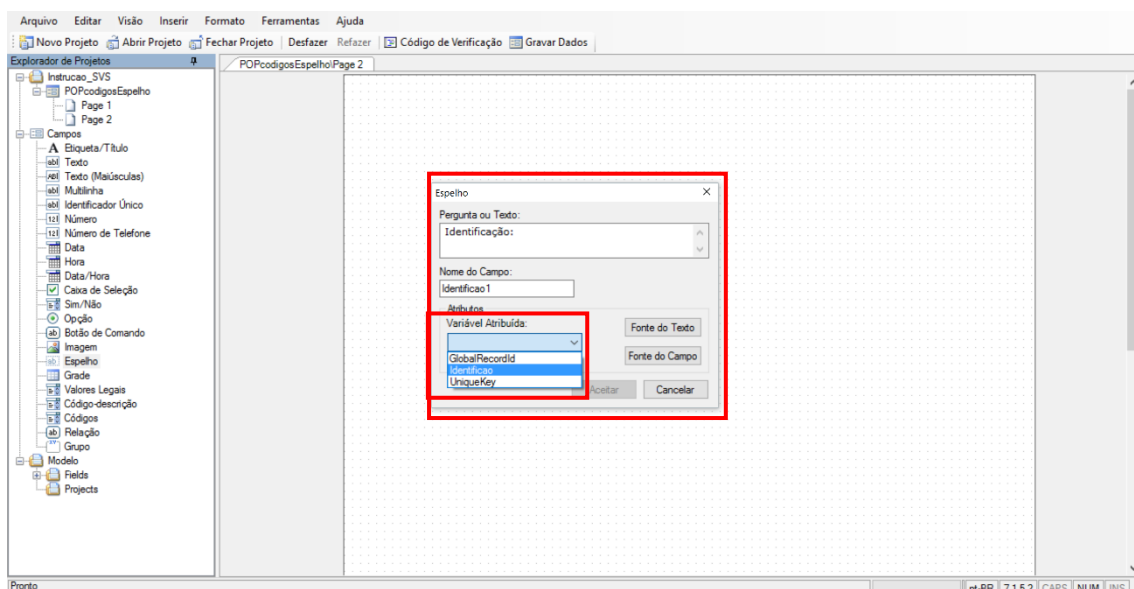 Arquivo Editar Visão Inserir Formato Ferramentas Ajuda
Novo Projeto Abrir Projeto Fechar Projeto Desfazer Refazer Código de Verificação Gravar Dados
Explorador de Projetos
POPcodigosEspelho\Page 2
Instrucao_SVS
POPcodigosEspelho
Page 1
Page 2
Campos
A Etiqueta/Título
Texto
Texto (Maiúsculas)
Multilinha
Identificador Único
Número
Número de Telefone
Data
Hora
Data/Hora
Caixa de Seleção
Sim/Não
Opção
Botão de Comando
Imagem
Espelho
Grade
Valores Legais
Código-descrição
Códigos
Relação
Grupo
Modelo
Fields
Projects
Espelho
Pergunta ou Texto:
Identificação:
Nome do Campo:
Identificao1
Atributos
Variável Atribuída:
Fonte do Texto
GlobalRecordId
Fonte do Campo
Identificao
UniqueKey
Aceitar Cancelar
Pronto
pt-BR 7.1.5.2 CAPS NUM INS